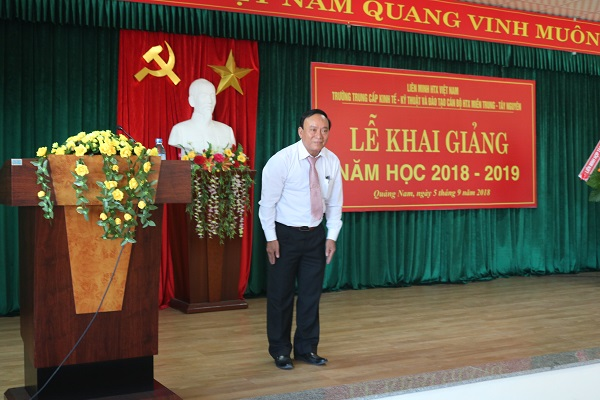 NAM QUANG VINH MUÔN
LIÊN MINH HTX VIỆT NAM
TRƯỜNG TRUNG CẤP KINH TẾ - KỸ THUẬT VÀ ĐÀO TẠO CÁN BỘ HTX MIỀN TRUNG - TÂY NGUYÊN
LỄ KHAI GIẢNG
NĂM HỌC 2018 - 2019
Quảng Nam, ngày 5 tháng 9 năm 2018